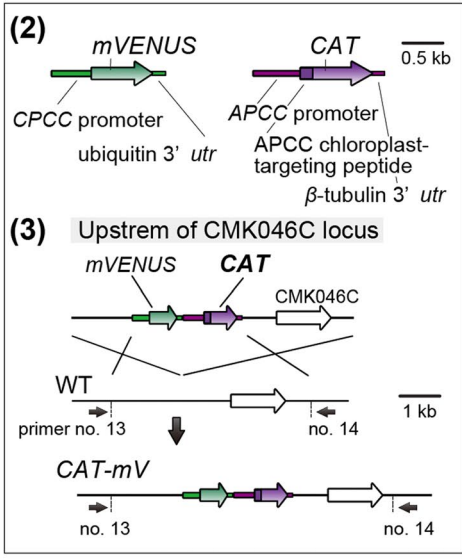 (2)
mVENUS CAT
0.5 kb
CPCC promoter
APCC promoter
ubiquitin 3' utr
APCC chloroplast-
targeting peptide
β-tubulin 3' utr
(3) Upstrem of CMK046C locus
mVENUS CAT
CMK046C
WT
1 kb
primer no. 13 no. 14
CAT-mV
no. 13 no. 14